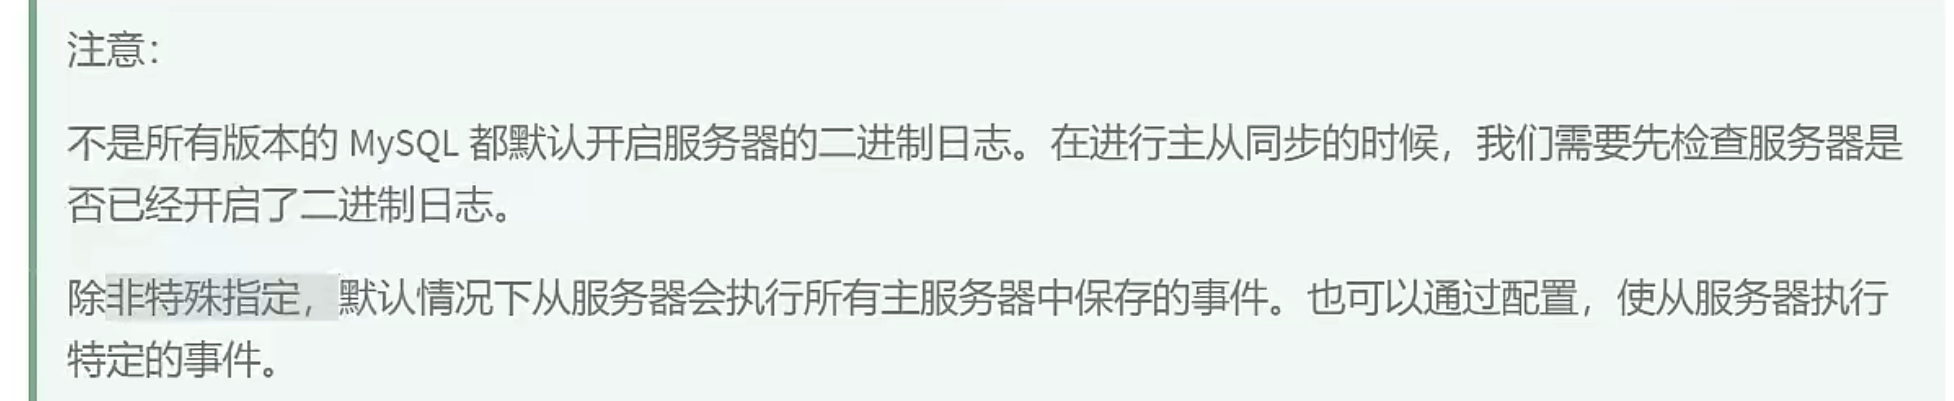 注意：
不是所有版本的 MySQL 都默认开启服务器的二进制日志。在进行主从同步的时候，我们需要先检查服务器是
否已经开启了二进制日志。
除非特殊指定，默认情况下从服务器会执行所有主服务器中保存的事件。也可以通过配置，使从服务器执行
特定的事件。